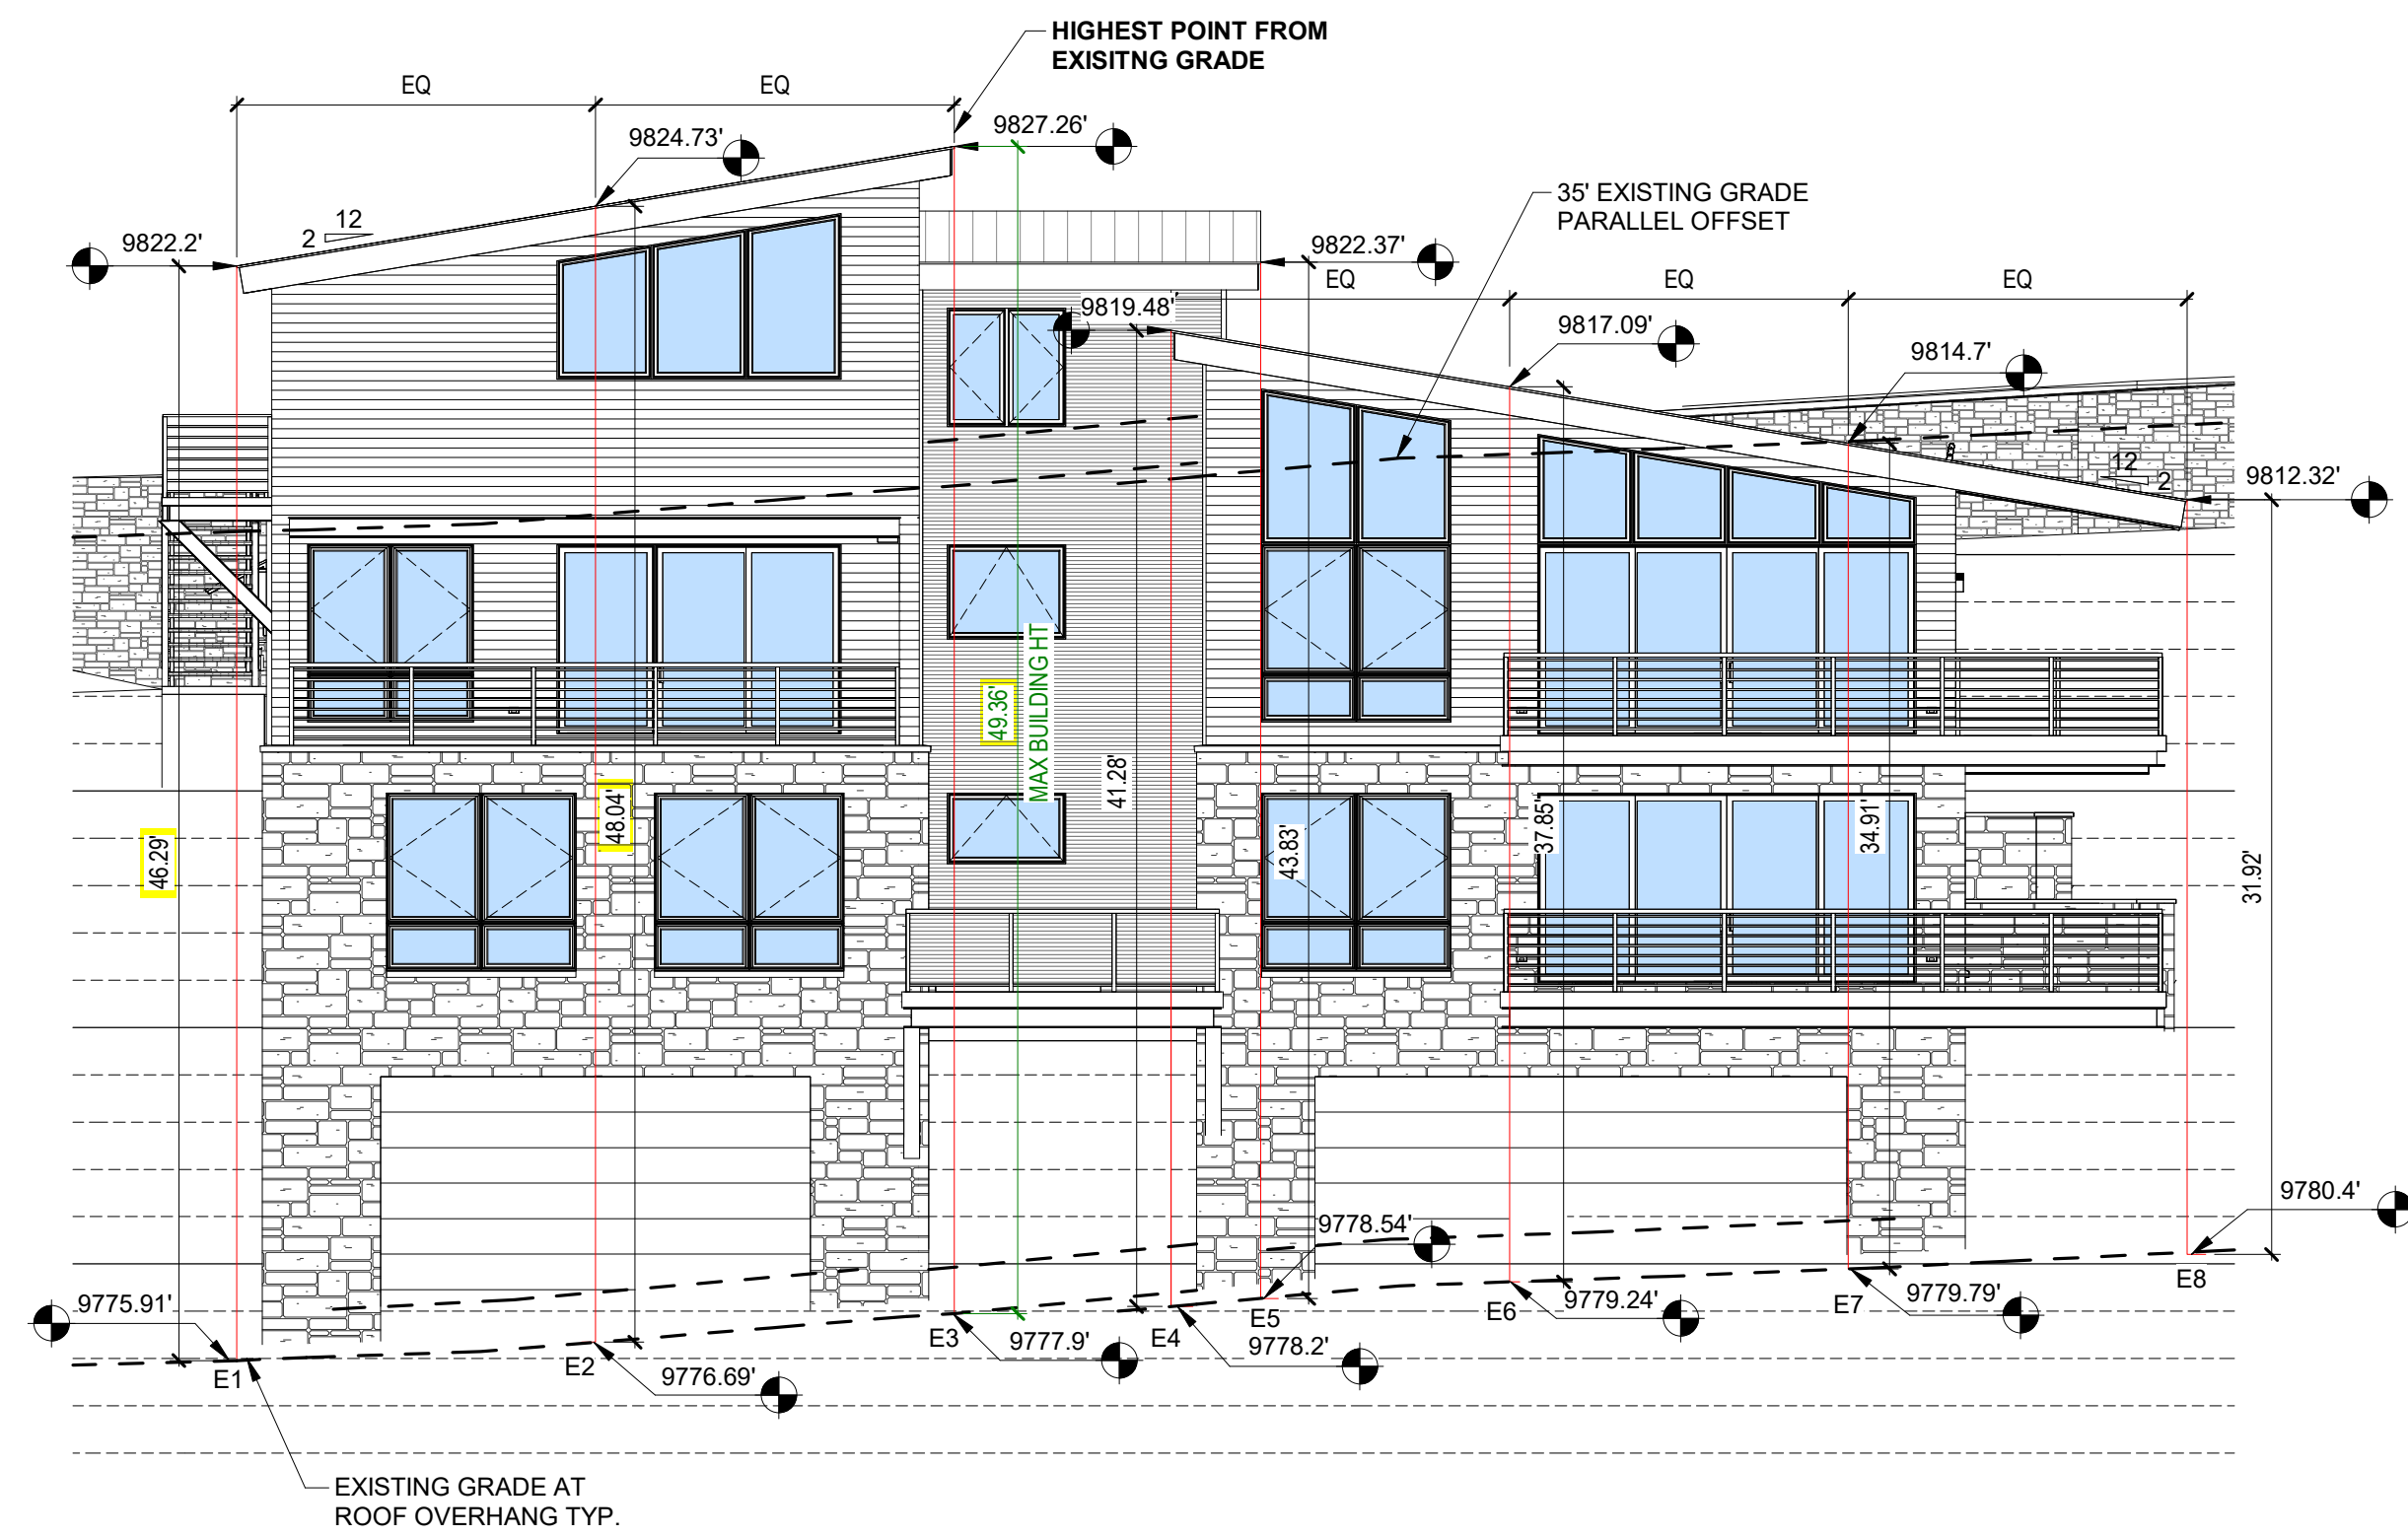 HIGHEST POINT FROM
EXISITNG GRADE
EQ
EQ
9824.73'
9827.26'
35' EXISTING GRADE
PARALLEL OFFSET
12
2
9822.2'
9822.37'
EQ
EQ
EQ
9819.48'
9817.09'
9814.7'
12
2
9812.32'
49.36'
MAX BUILDING HT
41.28'
46.29'
48.04'
43.83'
37.85'
34.91'
31.92'
9780.4'
9778.54'
9775.91'
E1
E2
E3
E4
E5
E6
E7
E8
9779.24'
9779.79'
9777.9'
9778.2'
9776.69'
EXISTING GRADE AT
ROOF OVERHANG TYP.